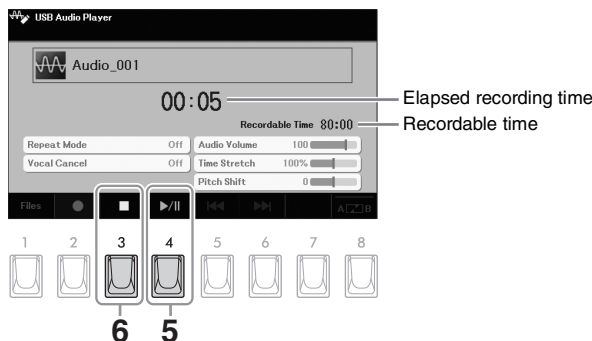 USB Audio Player
Audio_001
00:05
Elapsed recording time
Recordable Time 80:00
Recordable time
Repeat Mode Off
Audio Volume 100
Vocal Cancel Off
Time Stretch 100%
Pitch Shift 0
Files
A B
1 2 3 4 5 6 7 8
6 5